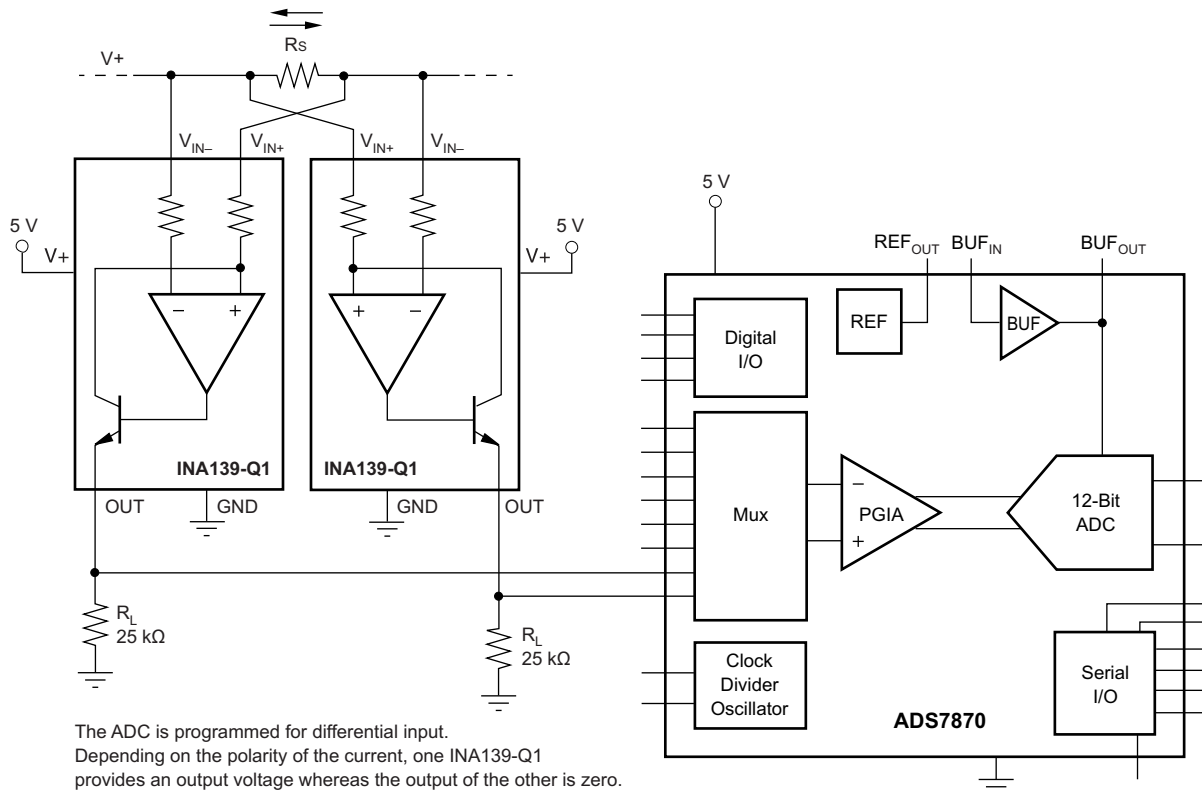 V+
RS
VIN–
VIN+
VIN+
VIN–
5 V
V+
5 V
V+
–
+
+
–
INA139-Q1
INA139-Q1
OUT
GND
GND
OUT
RL
25 kΩ
RL
25 kΩ
5 V
REFOUT
BUFIN
BUFOUT
REF
BUF
Digital
I/O
Mux
–
PGIA
+
12-Bit
ADC
Clock
Divider
Oscillator
Serial
I/O
ADS7870
The ADC is programmed for differential input.
Depending on the polarity of the current, one INA139-Q1
provides an output voltage whereas the output of the other is zero.